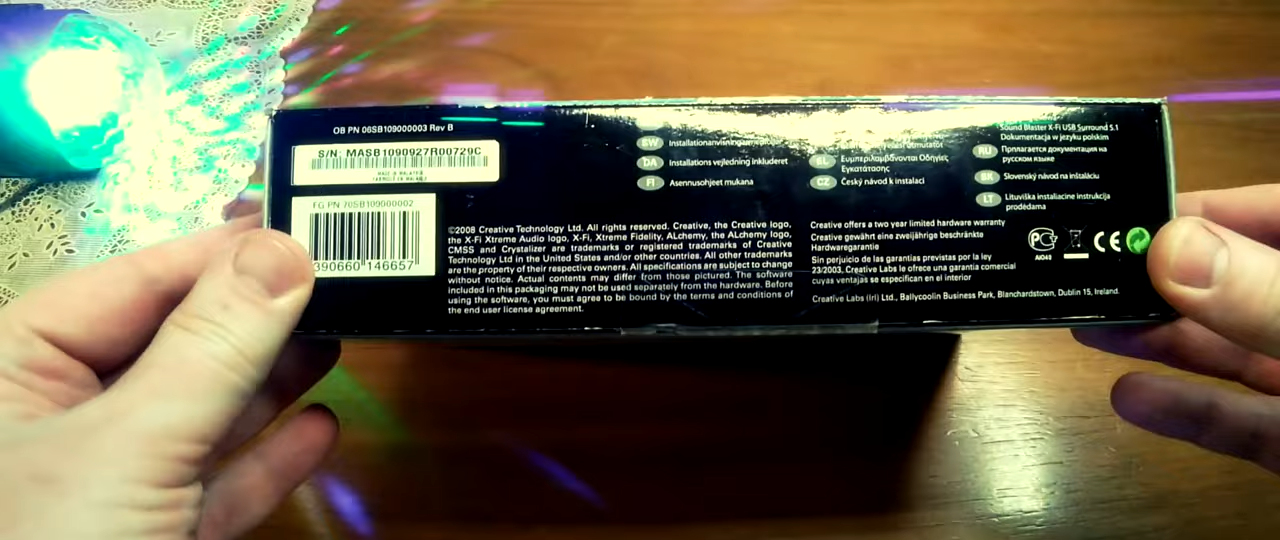 OB PN 06SB109000003 Rev B
S/N: MASB1090927R00729C
MADE IN MALAYSIA
FG PN 70SB109000002
390660 146657
SW
DA Installations vejledning inkluderet
FI Asennusohjeet mukana
EL Συμπεριλαμβάνονται Οδηγίες
Εγκατάστασης
CZ Český návod k instalaci
Sound Blaster X-Fi USB Surround 5.1
Dokumentacja w języku polskim
RU Прилагается документация на
русском языке
SK Slovenský návod na inštaláciu
LT Lituviška instaliacine instrukcija
pródėdama
©2008 Creative Technology Ltd. All rights reserved. Creative, the Creative logo,
the X-Fi Xtreme Audio logo, X-Fi, Xtreme Fidelity, ALchemy, the ALchemy logo,
CMSS and Crystalizer are trademarks or registered trademarks of Creative
Technology Ltd in the United States and/or other countries. All other trademarks
are the property of their respective owners. All specifications are subject to change
without notice. Actual contents may differ from those pictured. The software
included in this packaging may not be used separately from the hardware. Before
using the software, you must agree to be bound by the terms and conditions of
the end user license agreement.
Creative offers a two year limited hardware warranty
Creative gewährt eine zweijährige beschränkte
Hardwaregarantie
Sin perjuicio de las garantías previstas por la ley
23/2003, Creative Labs le ofrece una garantía comercial
cuyas ventajas se especifican en el interior
Creative Labs (Irl) Ltd., Ballycoolin Business Park, Blanchardstown, Dublin 15, Ireland.
CE